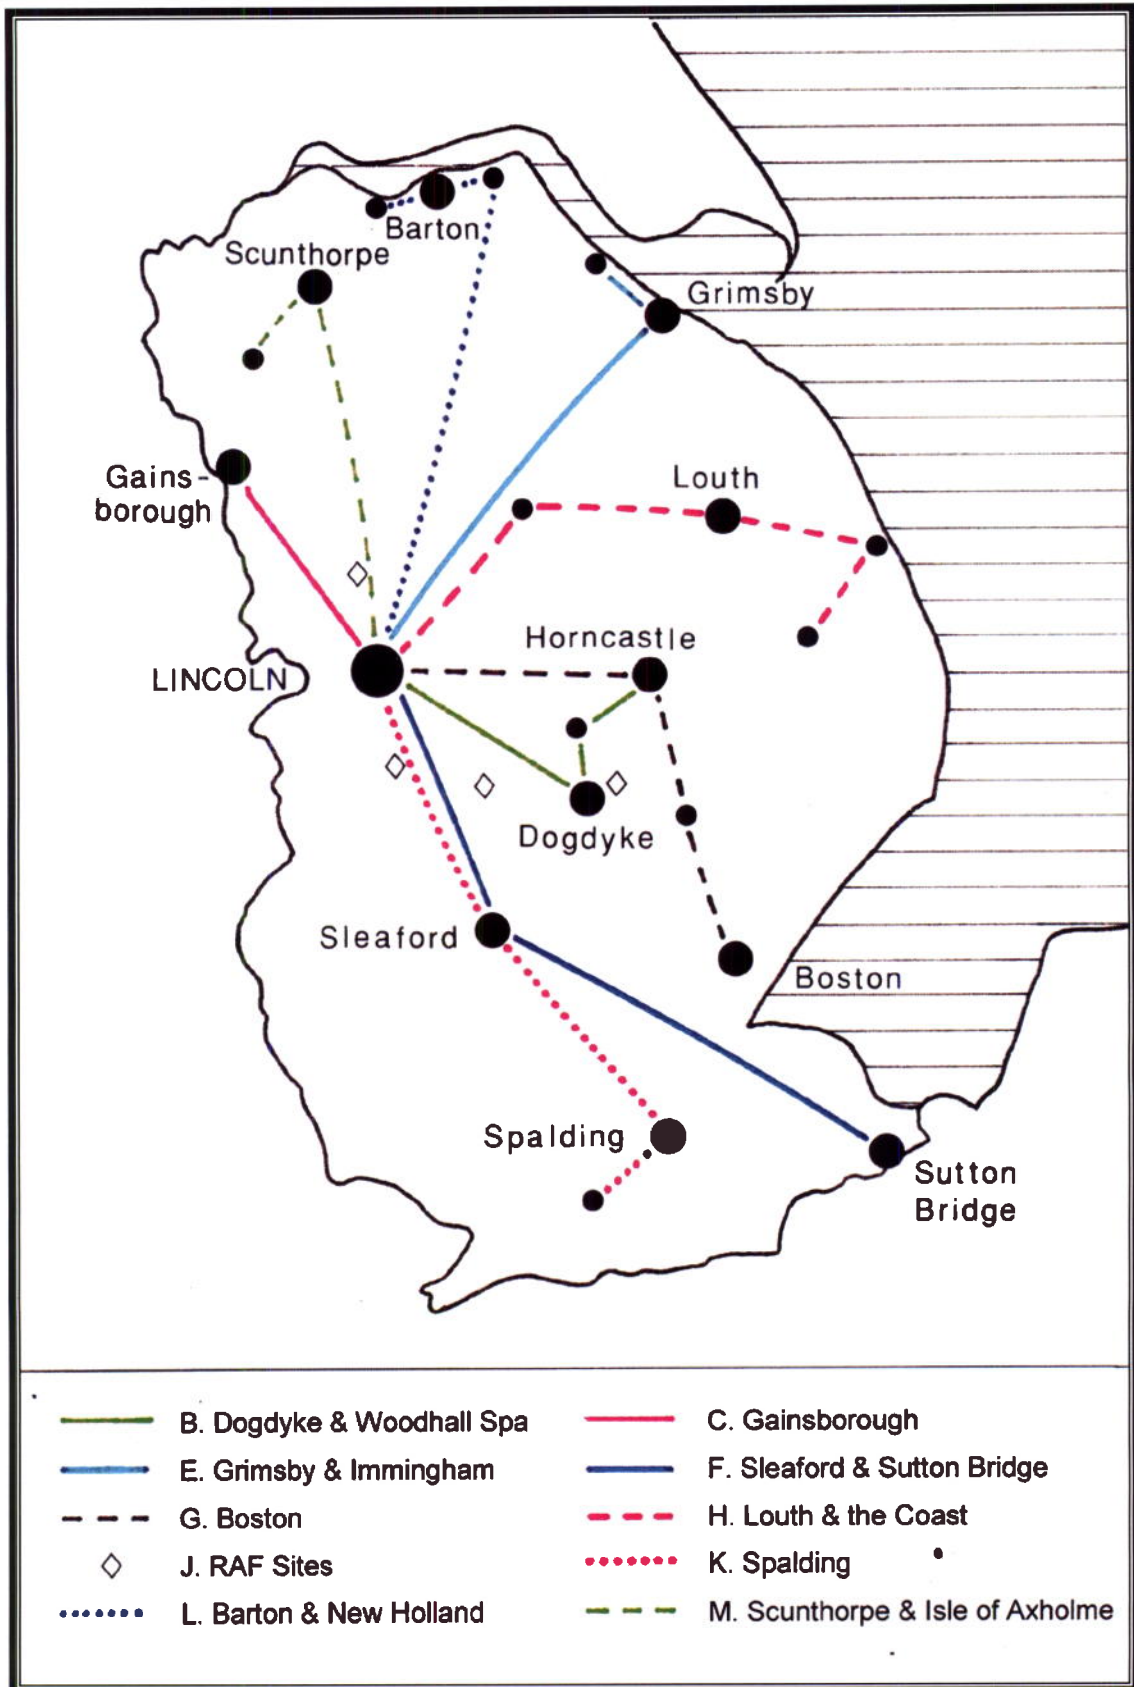 Barton
Scunthorpe
Grimsby
Gains-
borough
Louth
Horncastle
LINCOLN
Dogdyke
Sleaford
Boston
Spalding
Sutton
Bridge
B. Dogdyke & Woodhall Spa
C. Gainsborough
E. Grimsby & Immingham
F. Sleaford & Sutton Bridge
G. Boston
H. Louth & the Coast
J. RAF Sites
K. Spalding
L. Barton & New Holland
M. Scunthorpe & Isle of Axholme